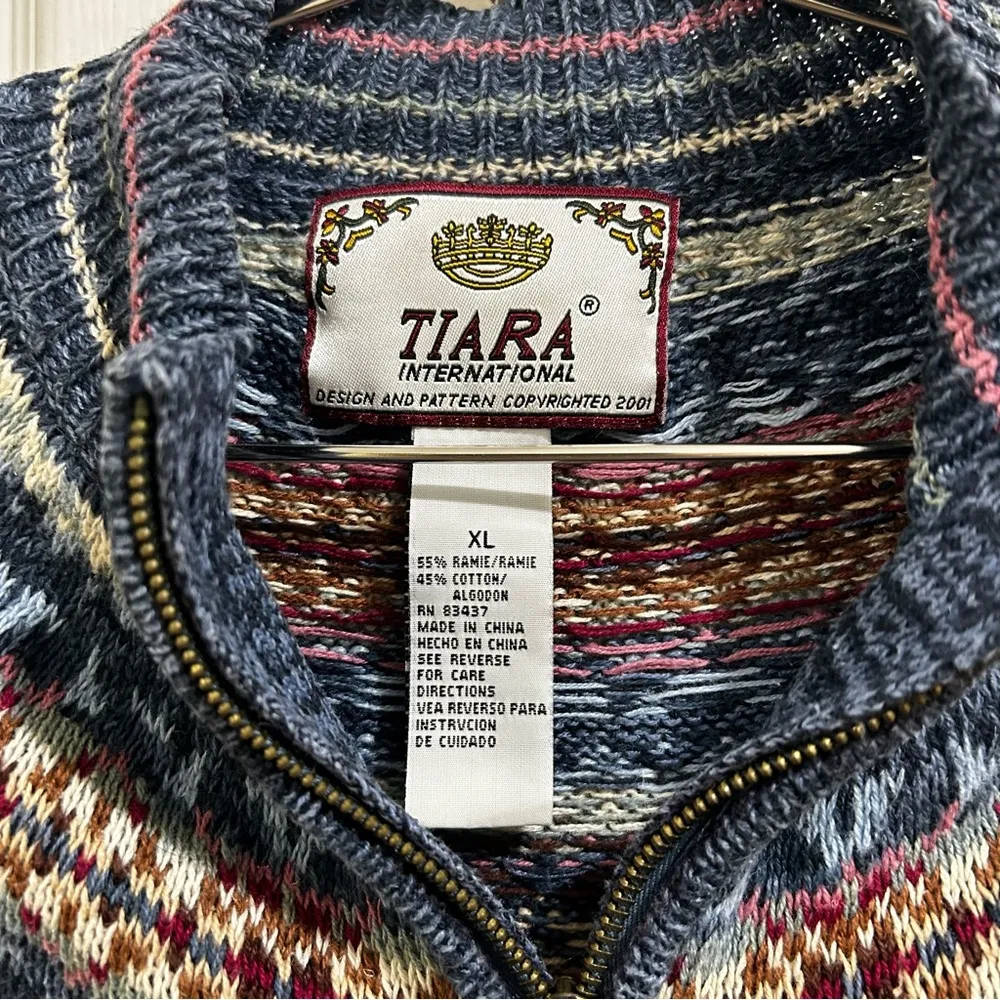 TIARA ®
INTERNATIONAL
DESIGN AND PATTERN COPYRIGHTED 2001
XL
55% RAMIE/RAMIE
45% COTTON/
ALGODON
RN 83437
MADE IN CHINA
HECHO EN CHINA
SEE REVERSE
FOR CARE
DIRECTIONS
VEA REVERSO PARA
INSTRVCION
DE CUIDADO